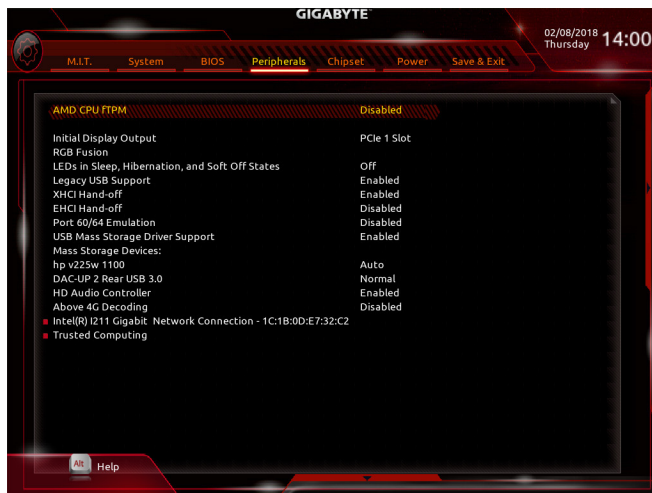 GIGABYTE™
02/08/2018 Thursday 14:00
M.I.T. System BIOS Peripherals Chipset Power Save & Exit
AMD CPU fTPM Disabled
Initial Display Output PCIe 1 Slot
RGB Fusion
LEDs in Sleep, Hibernation, and Soft Off States Off
Legacy USB Support Enabled
XHCI Hand-off Enabled
EHCI Hand-off Disabled
Port 60/64 Emulation Disabled
USB Mass Storage Driver Support Enabled
Mass Storage Devices:
hp v225w 1100 Auto
DAC-UP 2 Rear USB 3.0 Normal
HD Audio Controller Enabled
Above 4G Decoding Disabled
Intel(R) I211 Gigabit Network Connection - 1C:1B:0D:E7:32:C2
Trusted Computing
Alt Help